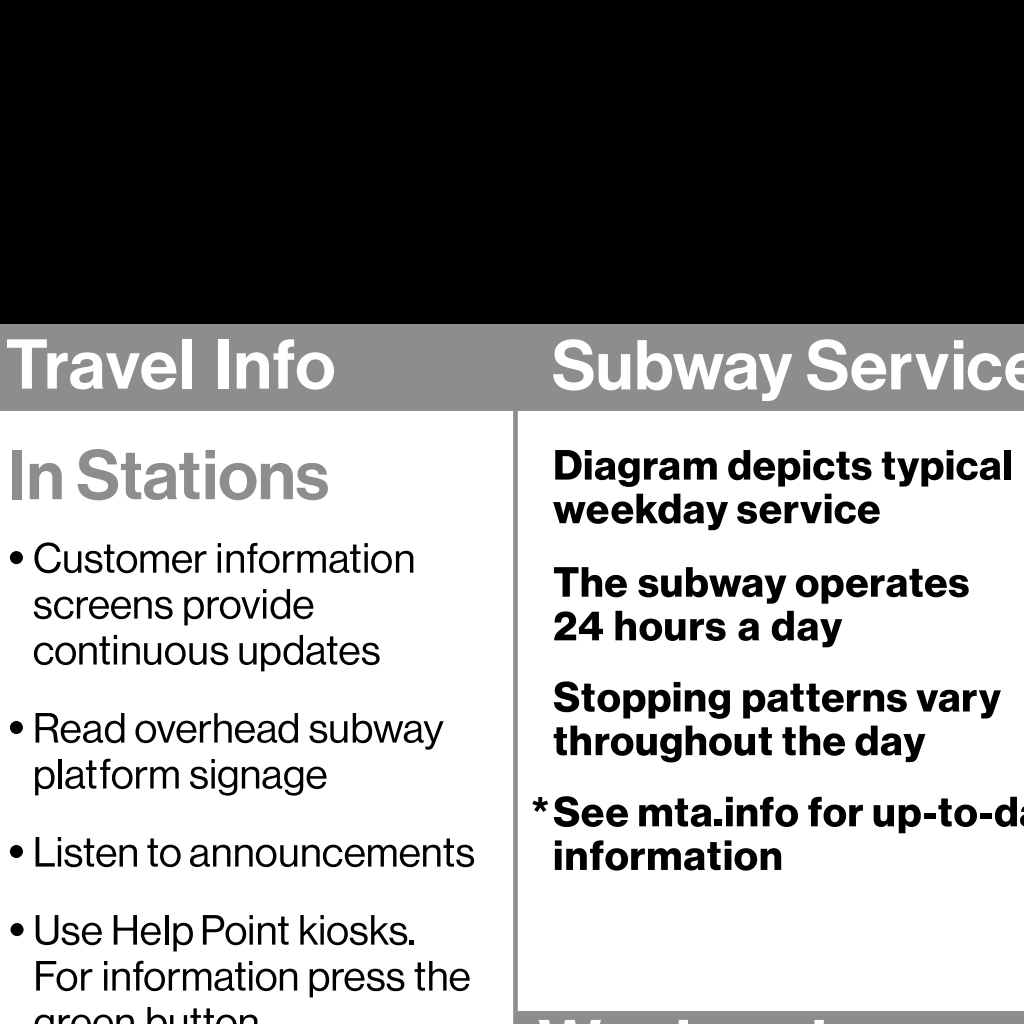 Travel Info
In Stations
• Customer information
screens provide
continuous updates
• Read overhead subway
platform signage
• Listen to announcements
• Use Help Point kiosks.
For information press the
green button
Subway Service
Diagram depicts typical
weekday service
The subway operates
24 hours a day
Stopping patterns vary
throughout the day
*See mta.info for up-to-da
information